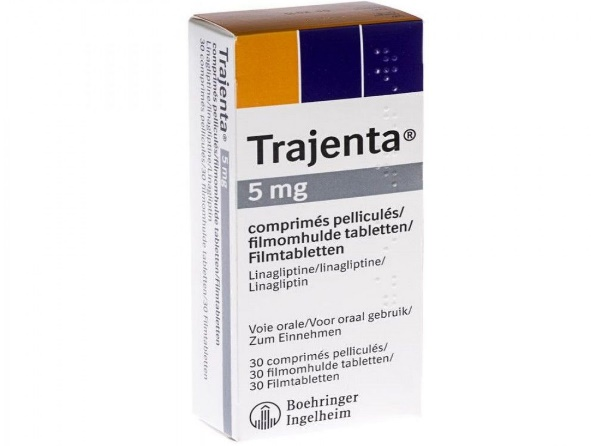 Trajenta®
5 mg
comprimés pelliculés/
filmomhulde tabletten/
Filmtabletten
Linagliptine/linagliptine/
Linagliptin
Voie orale/Voor oraal gebruik/
Zum Einnehmen
30 comprimés pelliculés/
30 filmomhulde tabletten/
30 Filmtabletten
Boehringer
Ingelheim
Trajenta® 5 mg
comprimés pelliculés/filmomhulde tabletten/Filmtabletten
Linagliptine/linagliptine/Linagliptin
30 comprimés pelliculés/30 filmomhulde tabletten/30 Filmtabletten